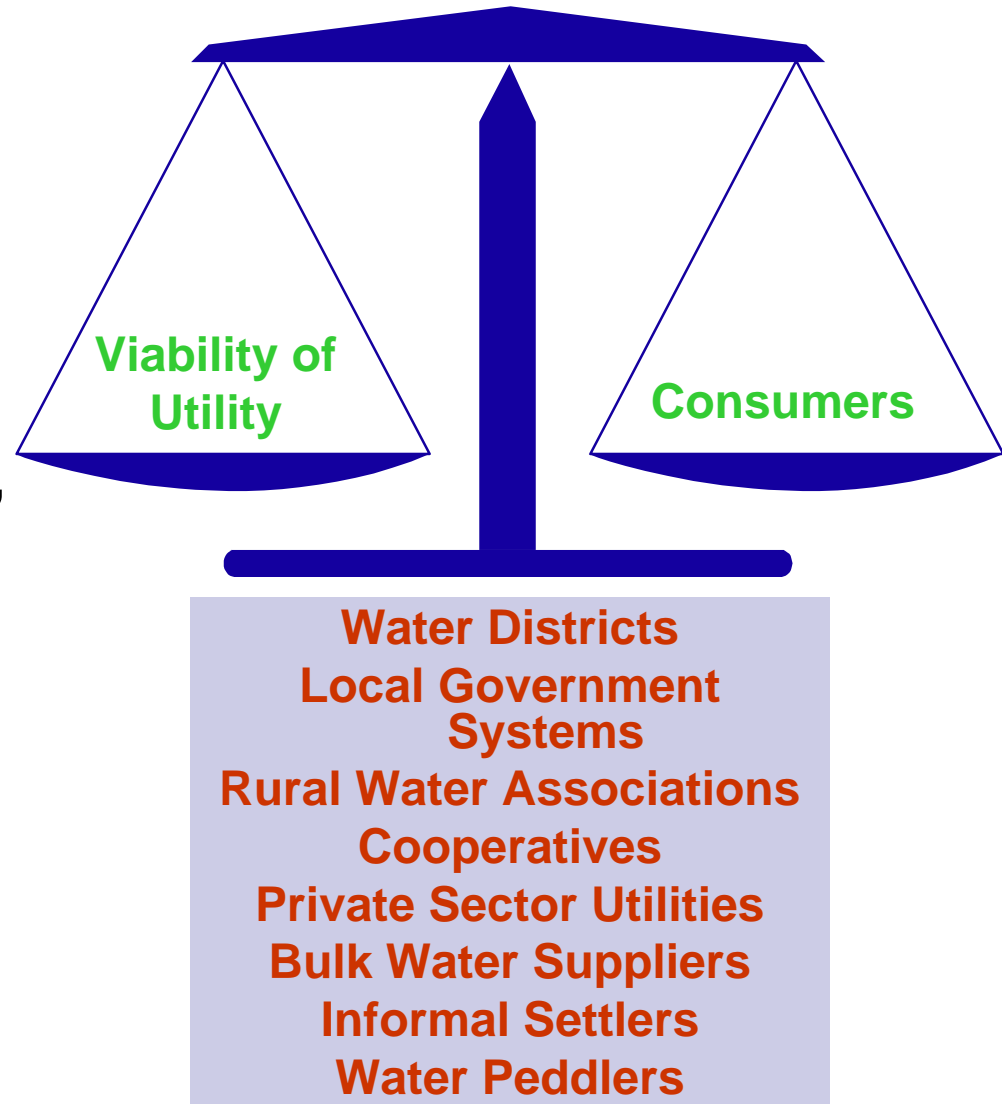 Viability of
Utility
Consumers
,
Water Districts
Local Government
Systems
Rural Water Associations
Cooperatives
Private Sector Utilities
Bulk Water Suppliers
Informal Settlers
Water Peddlers